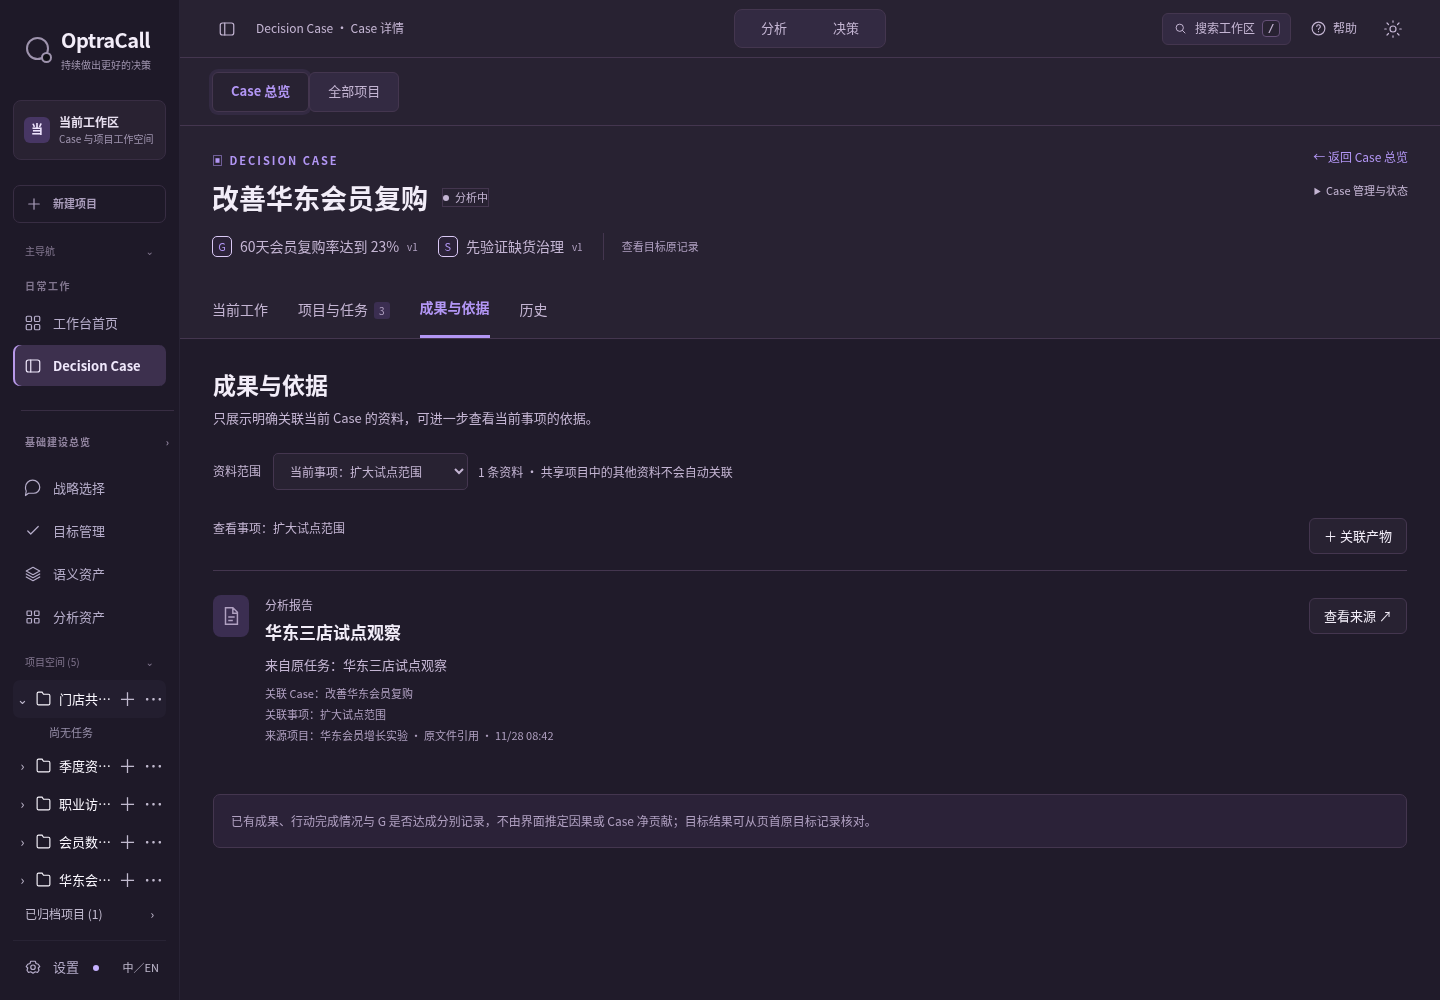 OptraCall
持续做出更好的决策
当
当前工作区
Case 与项目工作空间
新建项目
主导航
日常工作
工作台首页
Decision Case
基础建设总览
战略选择
目标管理
语义资产
分析资产
项目空间 (5)
门店共···
尚无任务
季度资···
职业访···
会员数···
华东会···
已归档项目 (1)
设置
中／EN
Decision Case · Case 详情
分析
决策
搜索工作区 /
帮助
Case 总览
全部项目
DECISION CASE
← 返回 Case 总览
改善华东会员复购
分析中
▶ Case 管理与状态
G 60天会员复购率达到 23% v1
S 先验证缺货治理 v1
查看目标原记录
当前工作
项目与任务 3
成果与依据
历史
成果与依据
只展示明确关联当前 Case 的资料，可进一步查看当前事项的依据。
资料范围
当前事项：扩大试点范围
1 条资料 · 共享项目中的其他资料不会自动关联
查看事项：扩大试点范围
＋ 关联产物
分析报告
华东三店试点观察
查看来源 ↗
来自原任务：华东三店试点观察
关联 Case：改善华东会员复购
关联事项：扩大试点范围
来源项目：华东会员增长实验 · 原文件引用 · 11/28 08:42
已有成果、行动完成情况与 G 是否达成分别记录，不由界面推定因果或 Case 净贡献；目标结果可从页首原目标记录核对。